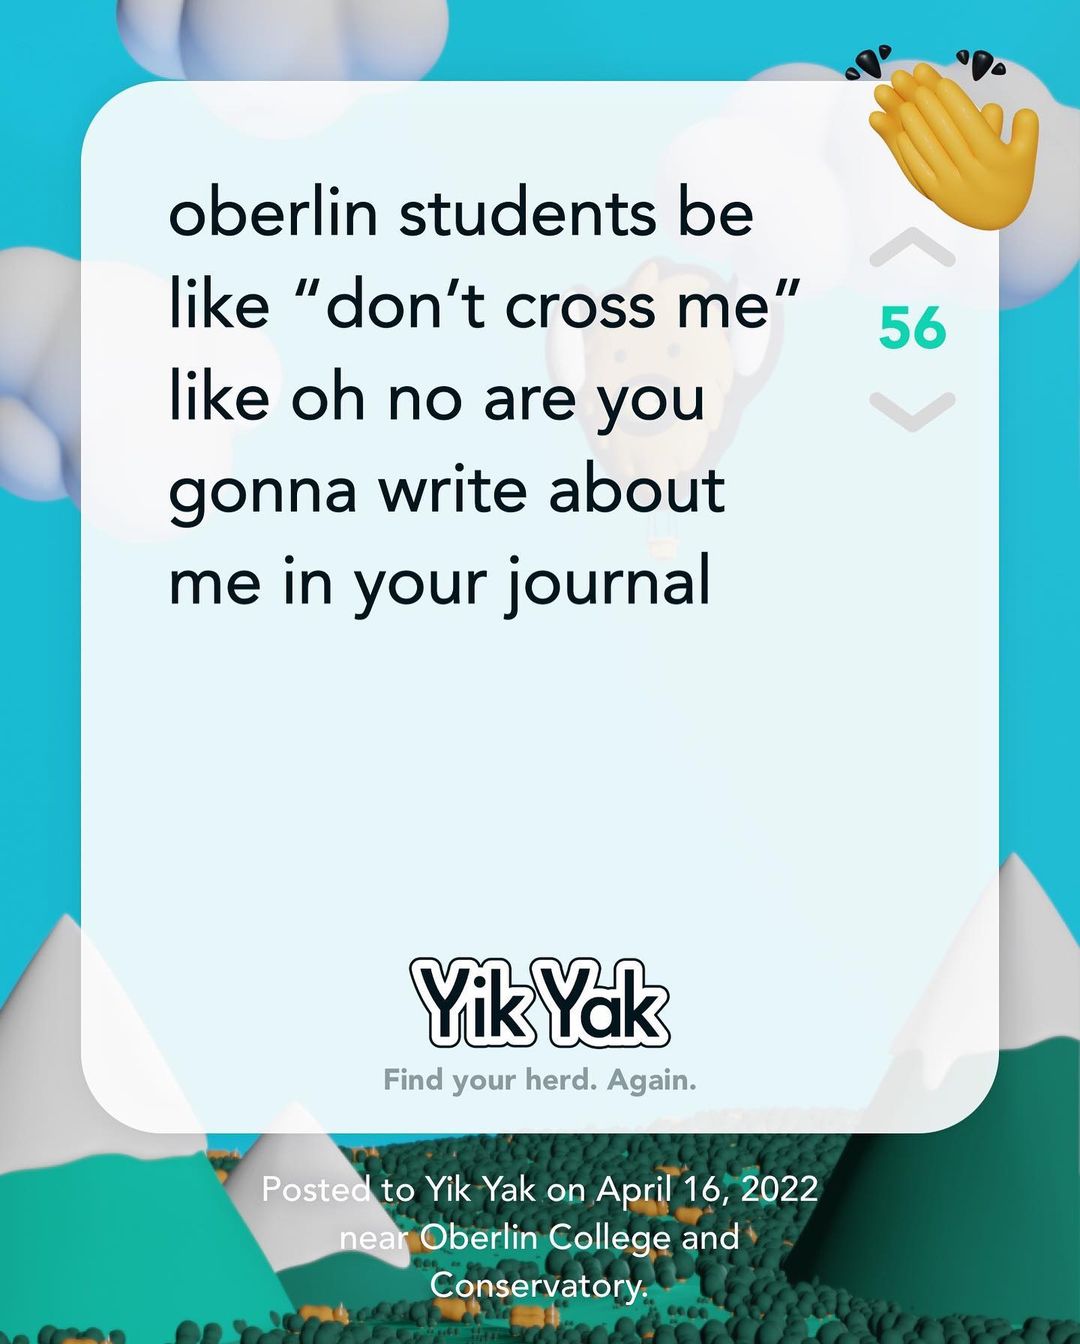 oberlin students be
like “don’t cross me”
like oh no are you
gonna write about
me in your journal
56
Yik Yak
Find your herd. Again.
Posted to Yik Yak on April 16, 2022
near Oberlin College and
Conservatory.